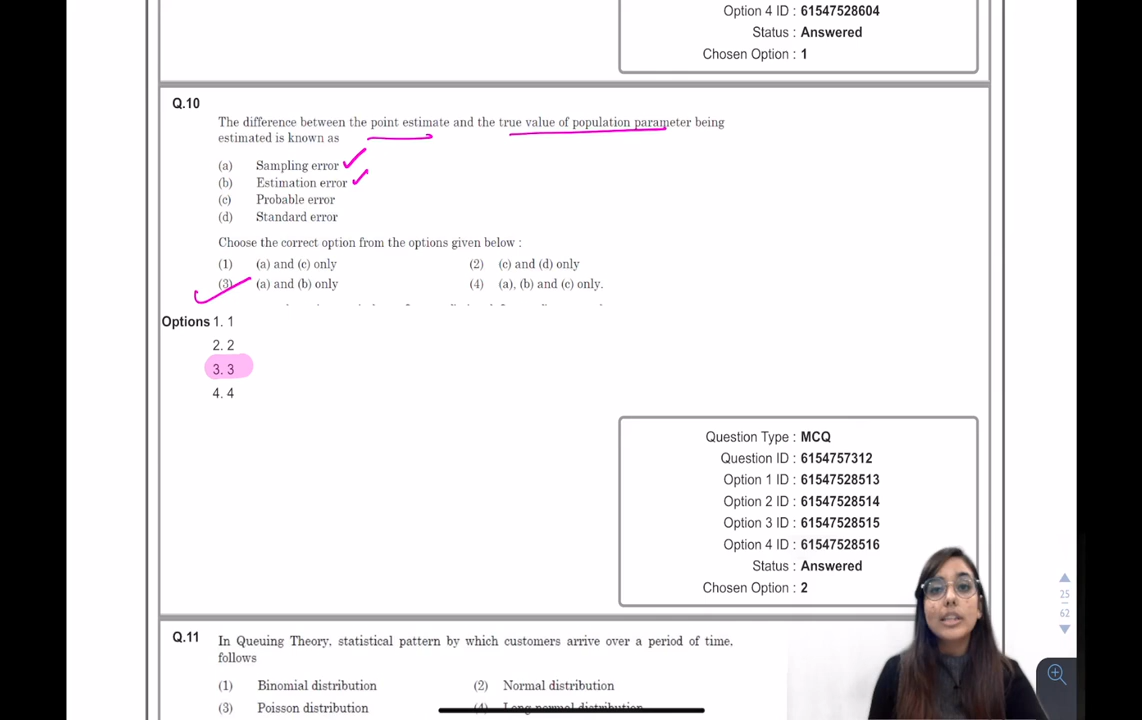 Option 4 ID : 61547528604
Status : Answered
Chosen Option : 1
Q.10
The difference between the point estimate and the true value of population parameter being
estimated is known as
(a) Sampling error
(b) Estimation error
(c) Probable error
(d) Standard error
Choose the correct option from the options given below :
(1) (a) and (c) only (2) (c) and (d) only
(3) (a) and (b) only (4) (a), (b) and (c) only.
Options 1. 1
2. 2
3. 3
4. 4
Question Type : MCQ
Question ID : 6154757312
Option 1 ID : 61547528513
Option 2 ID : 61547528514
Option 3 ID : 61547528515
Option 4 ID : 61547528516
Status : Answered
Chosen Option : 2
25
62
Q.11 In Queuing Theory, statistical pattern by which customers arrive over a period of time,
follows
(1) Binomial distribution (2) Normal distribution
(3) Poisson distribution (4) Long normal distribution